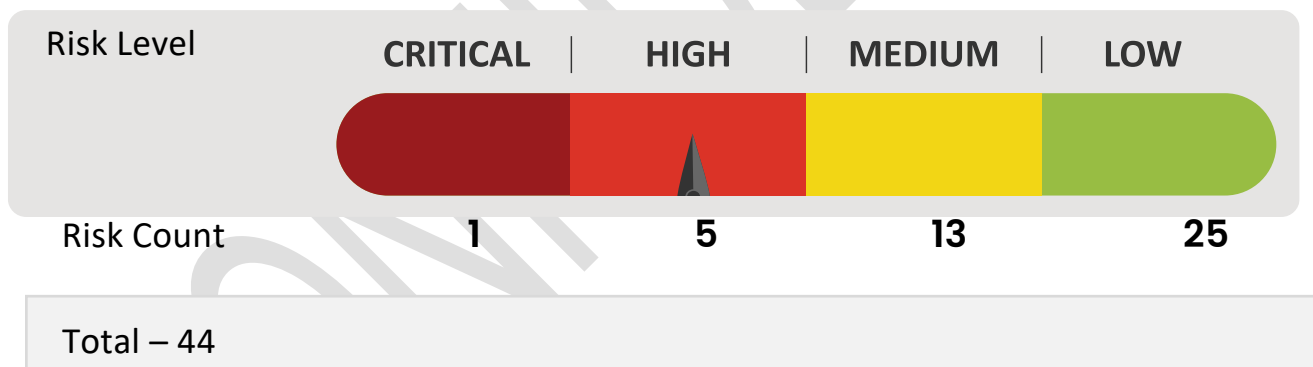 Risk Level
CRITICAL | HIGH | MEDIUM | LOW
Risk Count 1 5 13 25
Total – 44